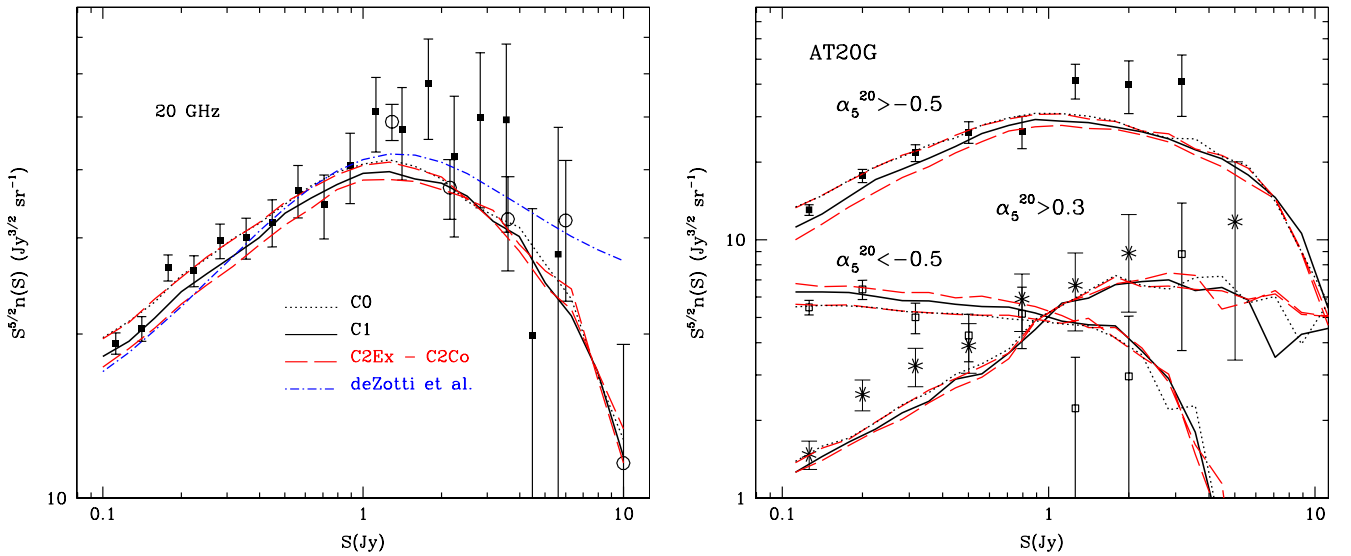 S^{5/2}n(S) (Jy^{3/2} sr^{-1})
20 GHz
C0
C1
C2Ex - C2Co
deZotti et al.
10
0.1
1
10
S(Jy)
S^{5/2}n(S) (Jy^{3/2} sr^{-1})
AT20G
α_5^{20}>-0.5
α_5^{20}>0.3
α_5^{20}<-0.5
10
1
0.1
1
10
S(Jy)